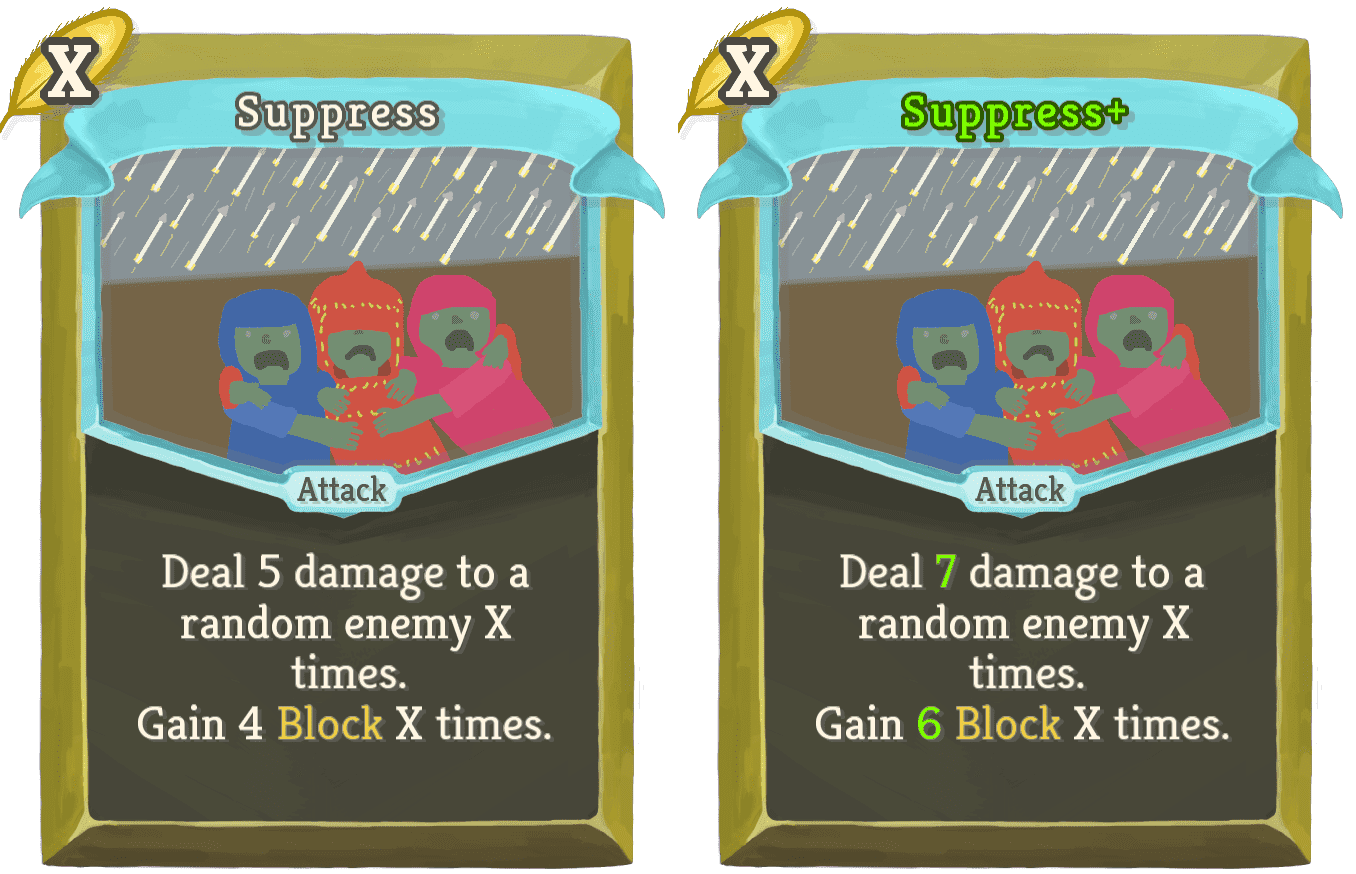 X
Suppress
Attack
Deal 5 damage to a
random enemy X
times.
Gain 4 Block X times.
X
Suppress+
Attack
Deal 7 damage to a
random enemy X
times.
Gain 6 Block X times.